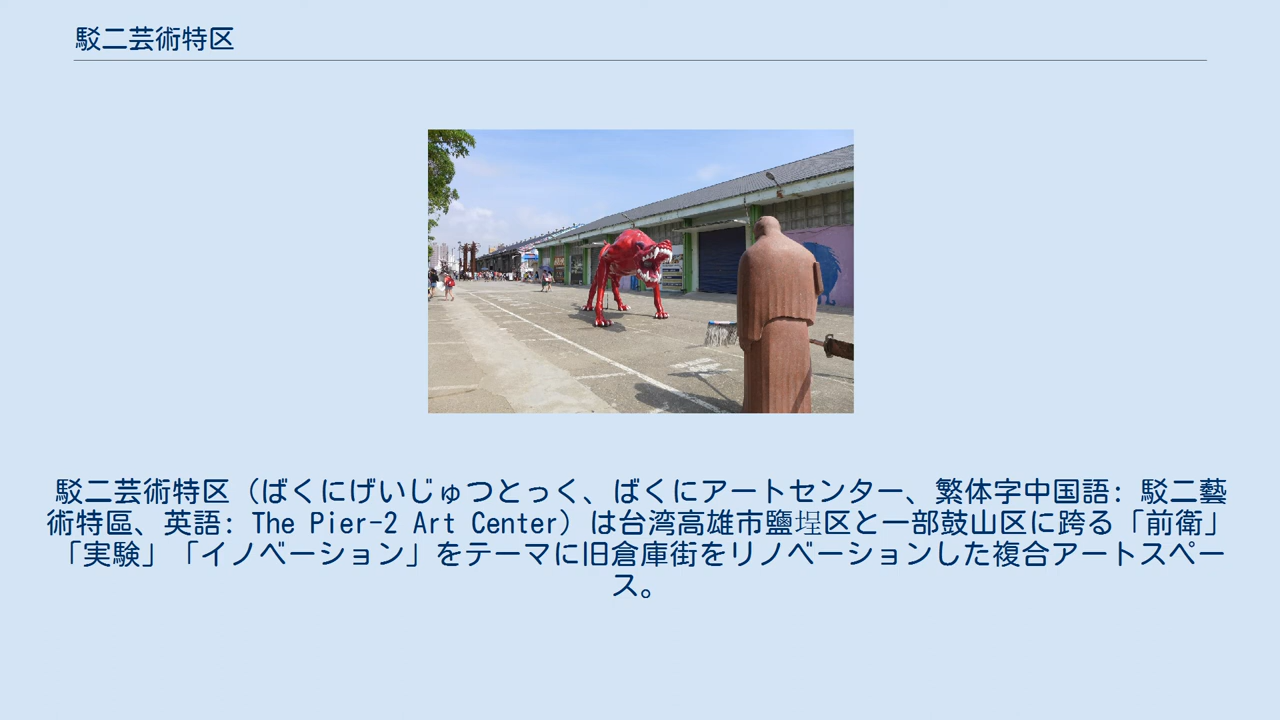 駁二芸術特区
駁二芸術特区（ばくにげいじゅつとっく、ばくにアートセンター、繁体字中国語: 駁二藝
術特區、英語: The Pier-2 Art Center）は台湾高雄市鹽埕区と一部鼓山区に跨る「前衛」
「実験」「イノベーション」をテーマに旧倉庫街をリノベーションした複合アートスペー
ス。